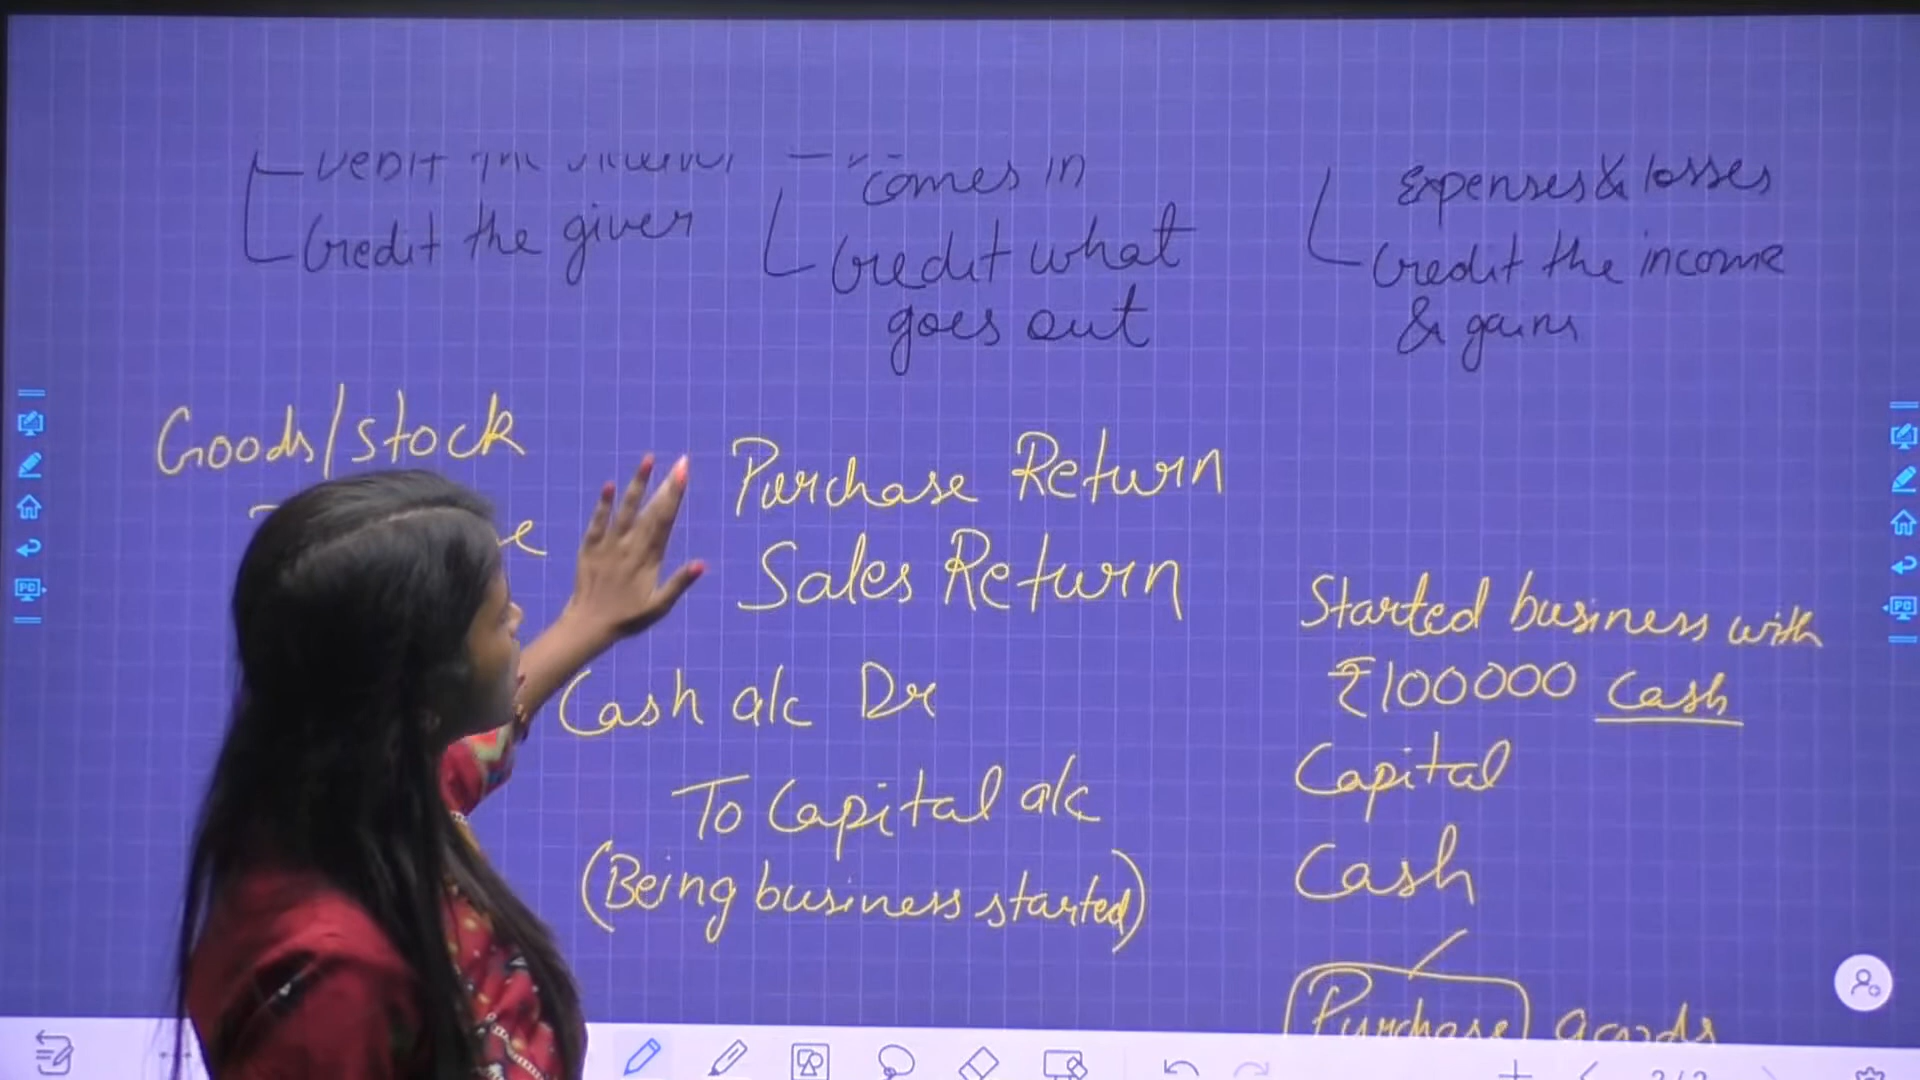 Credit the giver
comes in
Credit what
goes out
Expenses & losses
Credit the income
& gains
Goods/stock
Purchase Return
Sales Return
Cash a/c Dr
To Capital a/c
(Being business started)
Started business with
₹100000 cash
Capital
Cash
Purchase goods